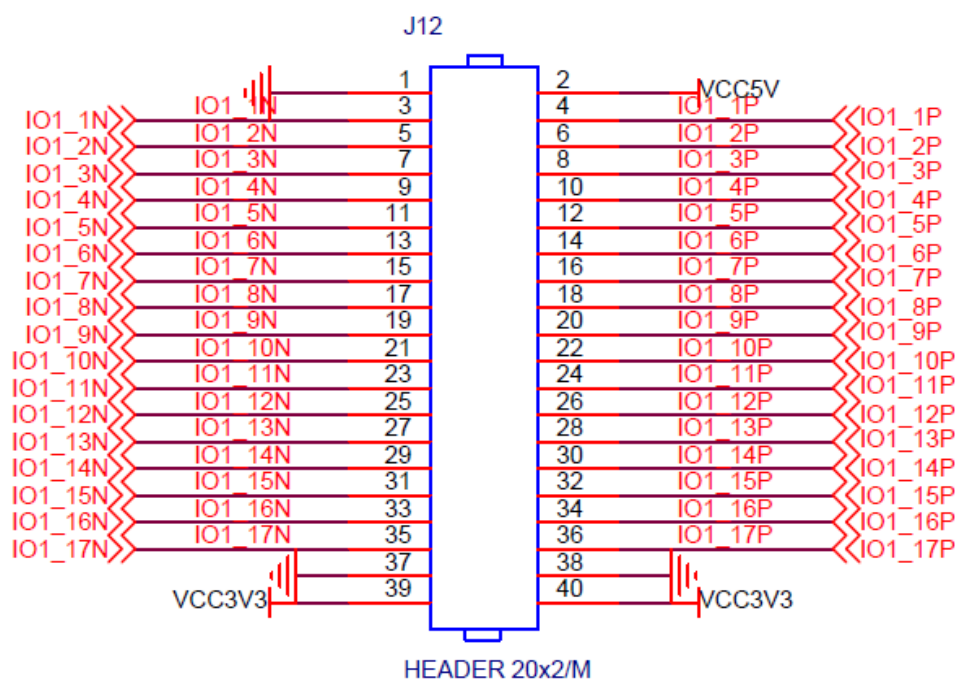 J12
1 2 VCC5V
IO1_1N IO1_1N 3 4 IO1_1P IO1_1P
IO1_2N IO1_2N 5 6 IO1_2P IO1_2P
IO1_3N IO1_3N 7 8 IO1_3P IO1_3P
IO1_4N IO1_4N 9 10 IO1_4P IO1_4P
IO1_5N IO1_5N 11 12 IO1_5P IO1_5P
IO1_6N IO1_6N 13 14 IO1_6P IO1_6P
IO1_7N IO1_7N 15 16 IO1_7P IO1_7P
IO1_8N IO1_8N 17 18 IO1_8P IO1_8P
IO1_9N IO1_9N 19 20 IO1_9P IO1_9P
IO1_10N IO1_10N 21 22 IO1_10P IO1_10P
IO1_11N IO1_11N 23 24 IO1_11P IO1_11P
IO1_12N IO1_12N 25 26 IO1_12P IO1_12P
IO1_13N IO1_13N 27 28 IO1_13P IO1_13P
IO1_14N IO1_14N 29 30 IO1_14P IO1_14P
IO1_15N IO1_15N 31 32 IO1_15P IO1_15P
IO1_16N IO1_16N 33 34 IO1_16P IO1_16P
IO1_17N IO1_17N 35 36 IO1_17P IO1_17P
37 38
VCC3V3 39 40 VCC3V3
HEADER 20x2/M